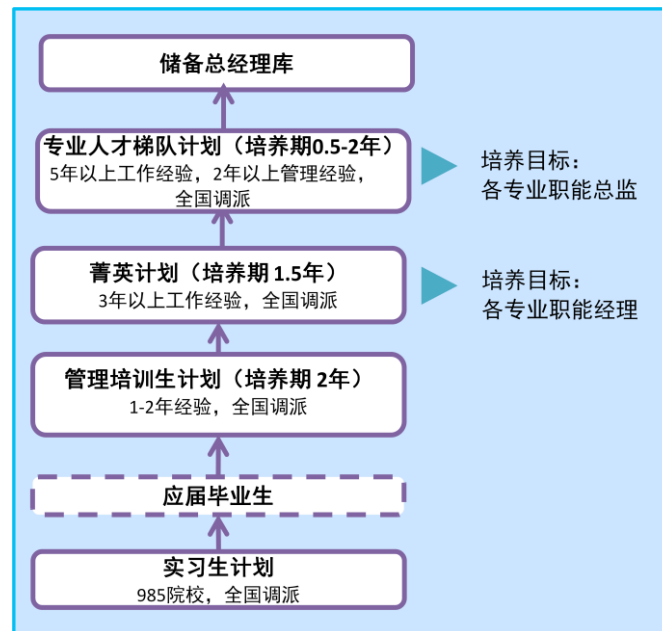 储备总经理库
专业人才梯队计划（培养期0.5-2年）
5年以上工作经验，2年以上管理经验，
全国调派
培养目标：
各专业职能总监
菁英计划（培养期 1.5年）
3年以上工作经验，全国调派
培养目标：
各专业职能经理
管理培训生计划（培养期 2年）
1-2年经验，全国调派
应届毕业生
实习生计划
985院校，全国调派